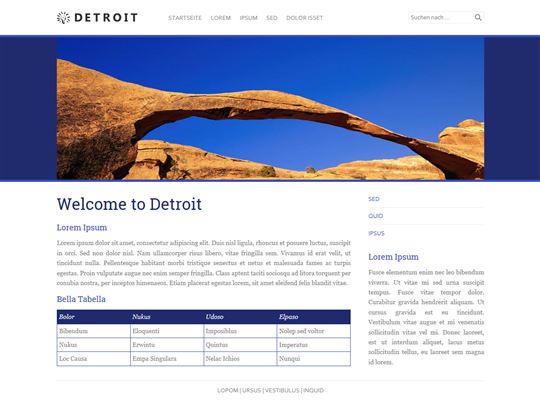 DETROIT
STARTSEITE LOREM IPSUM SED DOLOR ISSET
Suchen nach ...
Welcome to Detroit
Lorem Ipsum
Lorem ipsum dolor sit amet, consectetur adipiscing elit. Duis nisl ligula, rhoncus et posuere luctus, suscipit
in orci. Sed non dolor nisl. Nam ullamcorper risus libero, vitae fringilla sem. Vivamus id erat velit, ut
tincidunt nulla. Pellentesque habitant morbi tristique senectus et netus et malesuada fames ac turpis
egestas. Proin vulputate augue nec enim semper fringilla. Class aptent taciti sociosqu ad litora torquent per
conubia nostra, per inceptos himenaeos. Etiam placerat egestas lorem, sit amet eleifend felis blandit vitae.
Bella Tabella
Bolor Nukus Udoso Elpaso
Bibendum Eloquenti Imposiblus Nolep sed voltor
Nukus Erwintu Quintus Imperatus
Loc Causa Empa Singulara Nelac Ichios Nunqui
SED
QUID
IPSUS
Lorem Ipsum
Fusce elementum enim nec leo bibendum
viverra. Ut vitae mi sed urna suscipit
tempus. Fusce vitae tempor dolor.
Curabitur gravida hendrerit aliquam. Ut
cursus gravida est eu tincidunt.
Vestibulum vitae augue et mi venenatis
sollicitudin vitae vel mi. Donec laoreet,
est ut interdum aliquet, lacus metus
sollicitudin tellus, eu laoreet sem magna
id lorem.
LOPOM | URSUS | VESTIBULUS | INQUID